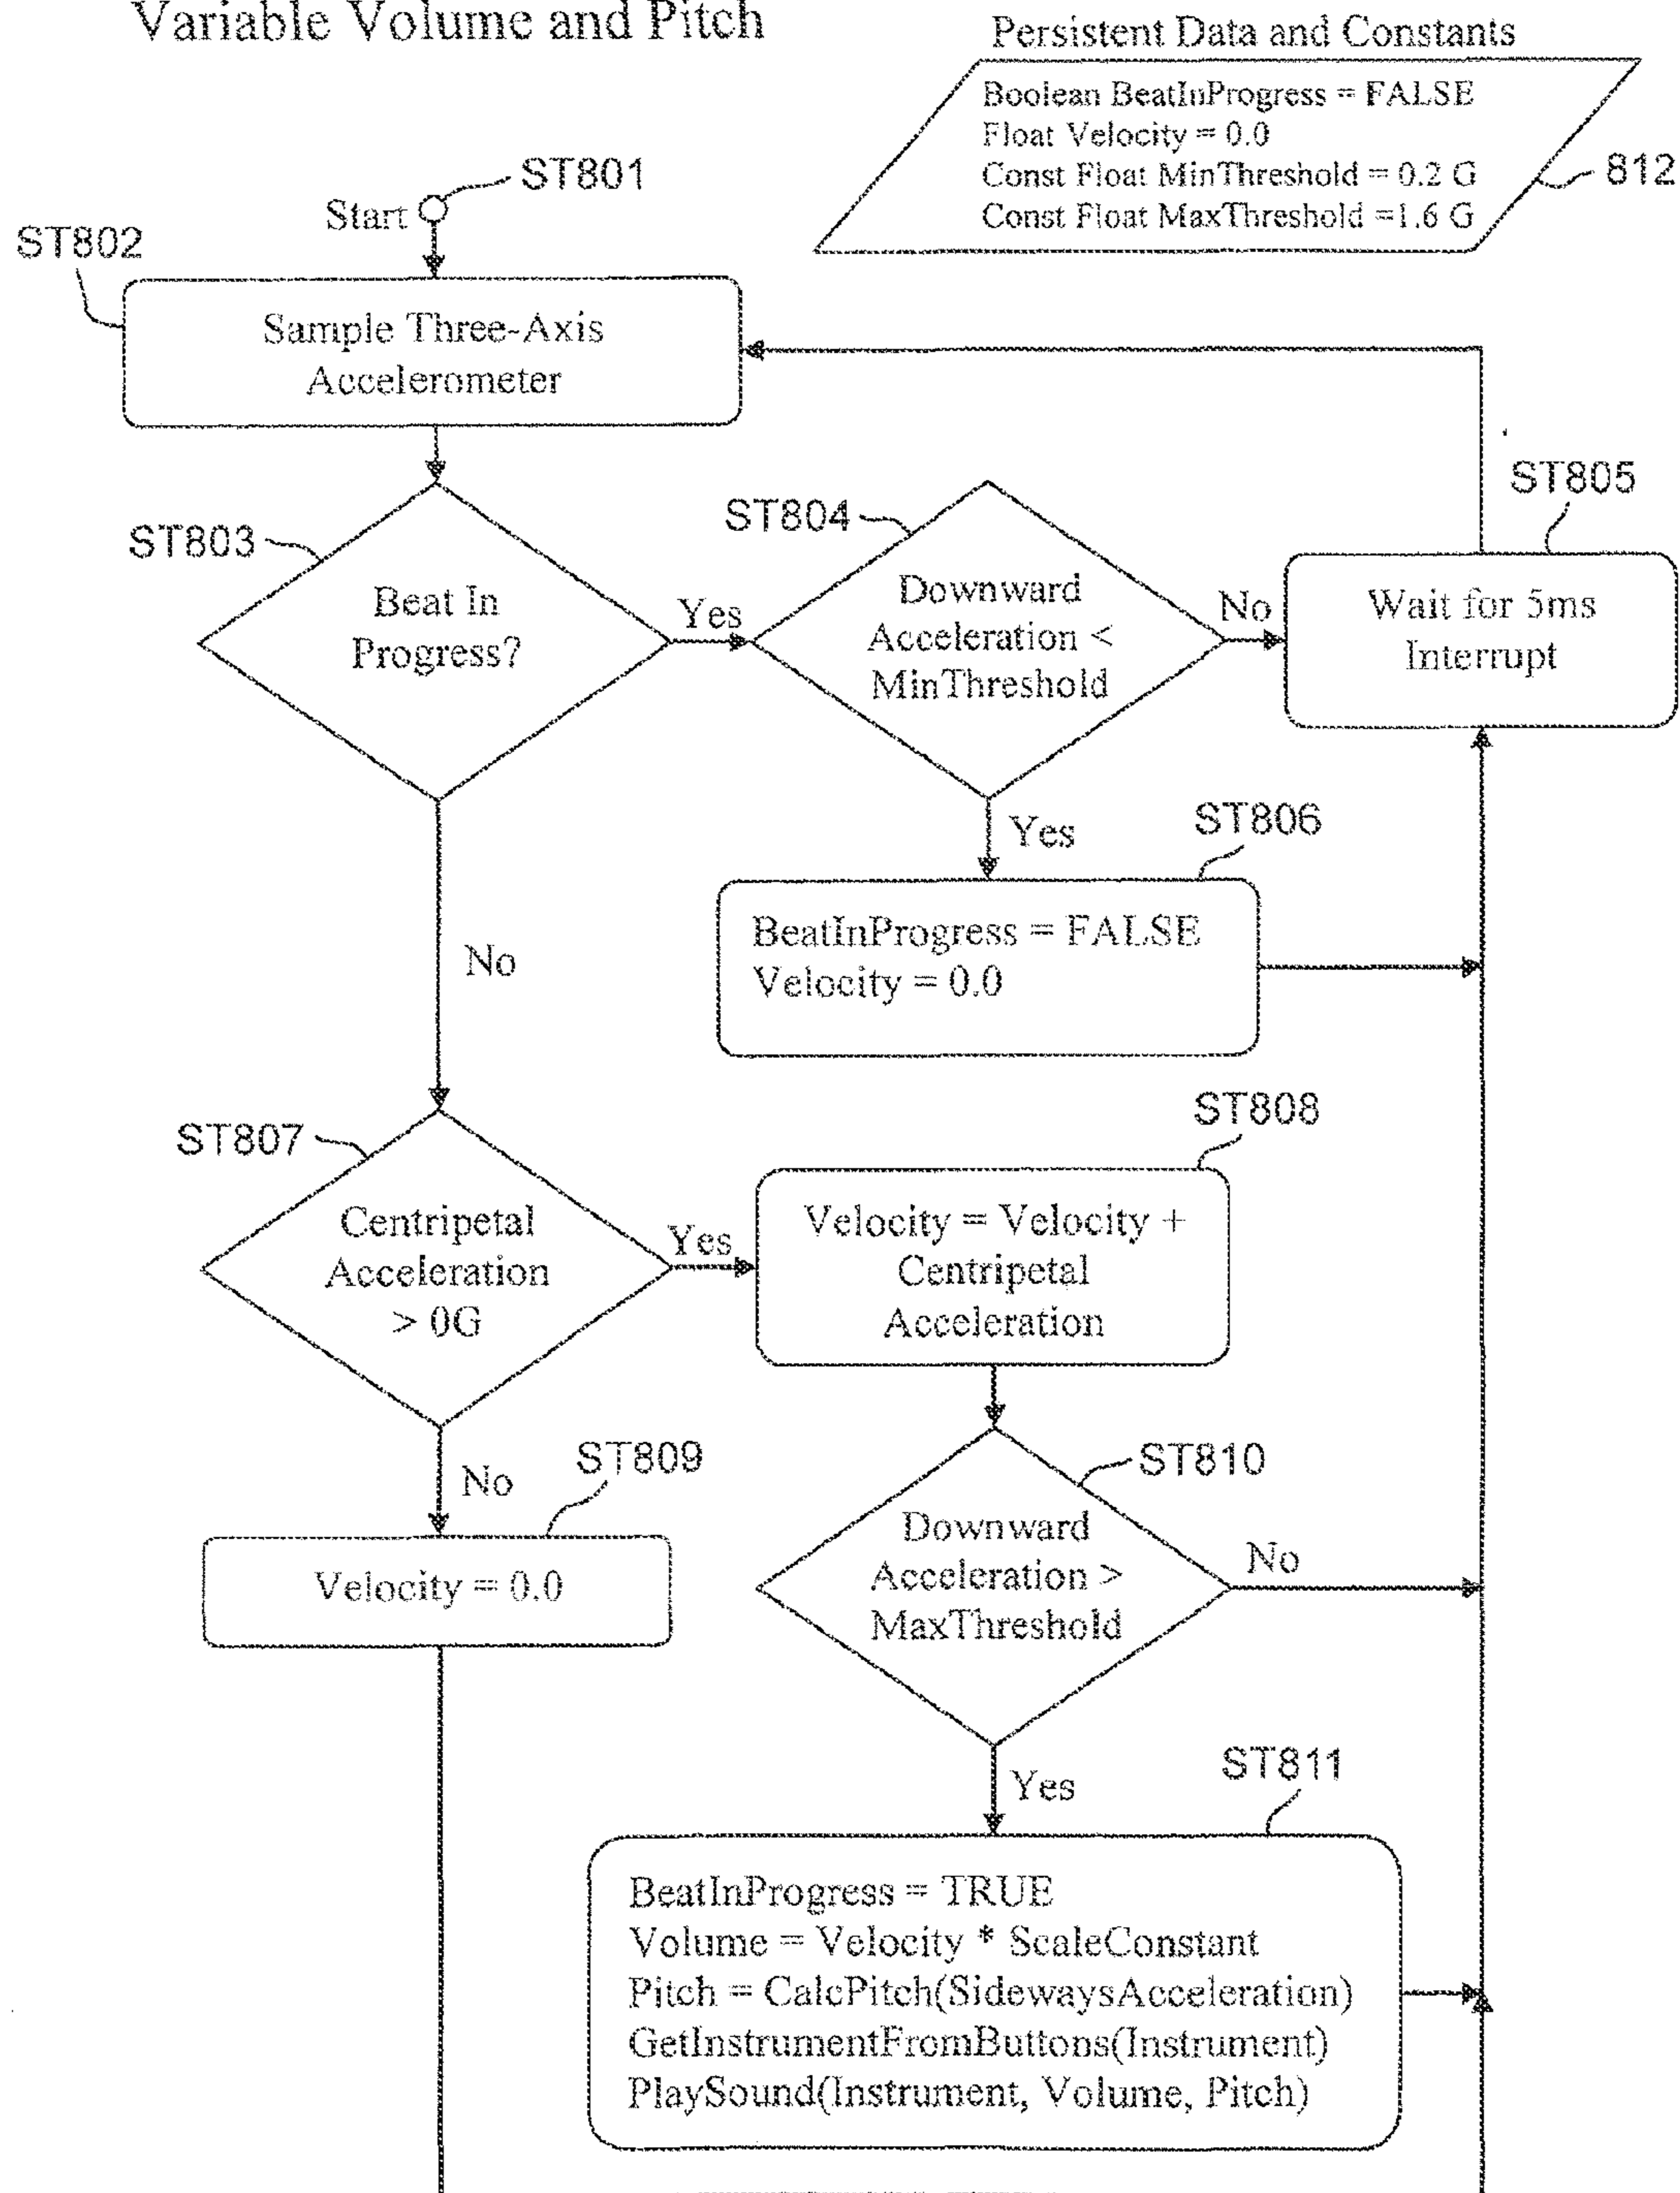 Variable Volume and Pitch
Persistent Data and Constants
Boolean BeatInProgress = FALSE
Float Velocity = 0.0
Const Float MinThreshold = 0.2 G
Const Float MaxThreshold =1.6 G
812
ST801
Start
ST802
Sample Three-Axis
Accelerometer
ST803
Beat In
Progress?
Yes
ST804
Downward
Acceleration <
MinThreshold
No
ST805
Wait for 5ms
Interrupt
Yes
ST806
BeatInProgress = FALSE
Velocity = 0.0
No
ST807
Centripetal
Acceleration
> 0G
Yes
ST808
Velocity = Velocity +
Centripetal
Acceleration
No
ST809
Velocity = 0.0
ST810
Downward
Acceleration >
MaxThreshold
No
Yes
ST811
BeatInProgress = TRUE
Volume = Velocity * ScaleConstant
Pitch = CalcPitch(SidewaysAcceleration)
GetInstrumentFromButtons(Instrument)
PlaySound(Instrument, Volume, Pitch)